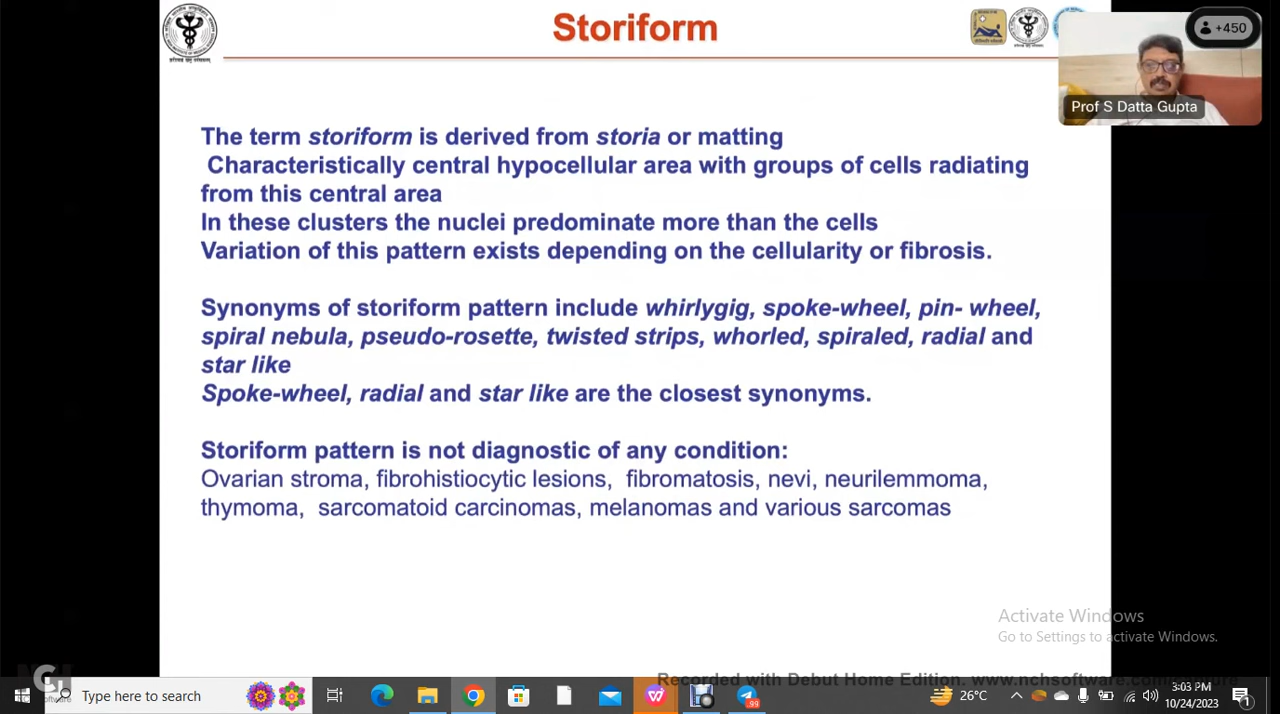 Storiform
+450
Prof S Datta Gupta
The term storiform is derived from storia or matting
Characteristically central hypocellular area with groups of cells radiating
from this central area
In these clusters the nuclei predominate more than the cells
Variation of this pattern exists depending on the cellularity or fibrosis.
Synonyms of storiform pattern include whirlygig, spoke-wheel, pin- wheel,
spiral nebula, pseudo-rosette, twisted strips, whorled, spiraled, radial and
star like
Spoke-wheel, radial and star like are the closest synonyms.
Storiform pattern is not diagnostic of any condition:
Ovarian stroma, fibrohistiocytic lesions, fibromatosis, nevi, neurilemmoma,
thymoma, sarcomatoid carcinomas, melanomas and various sarcomas
Activate Windows
Go to Settings to activate Windows.
Recorded with Debut Home Edition. www.nchsoftware.com
Type here to search
99
26°C
3:03 PM
10/24/2023
1